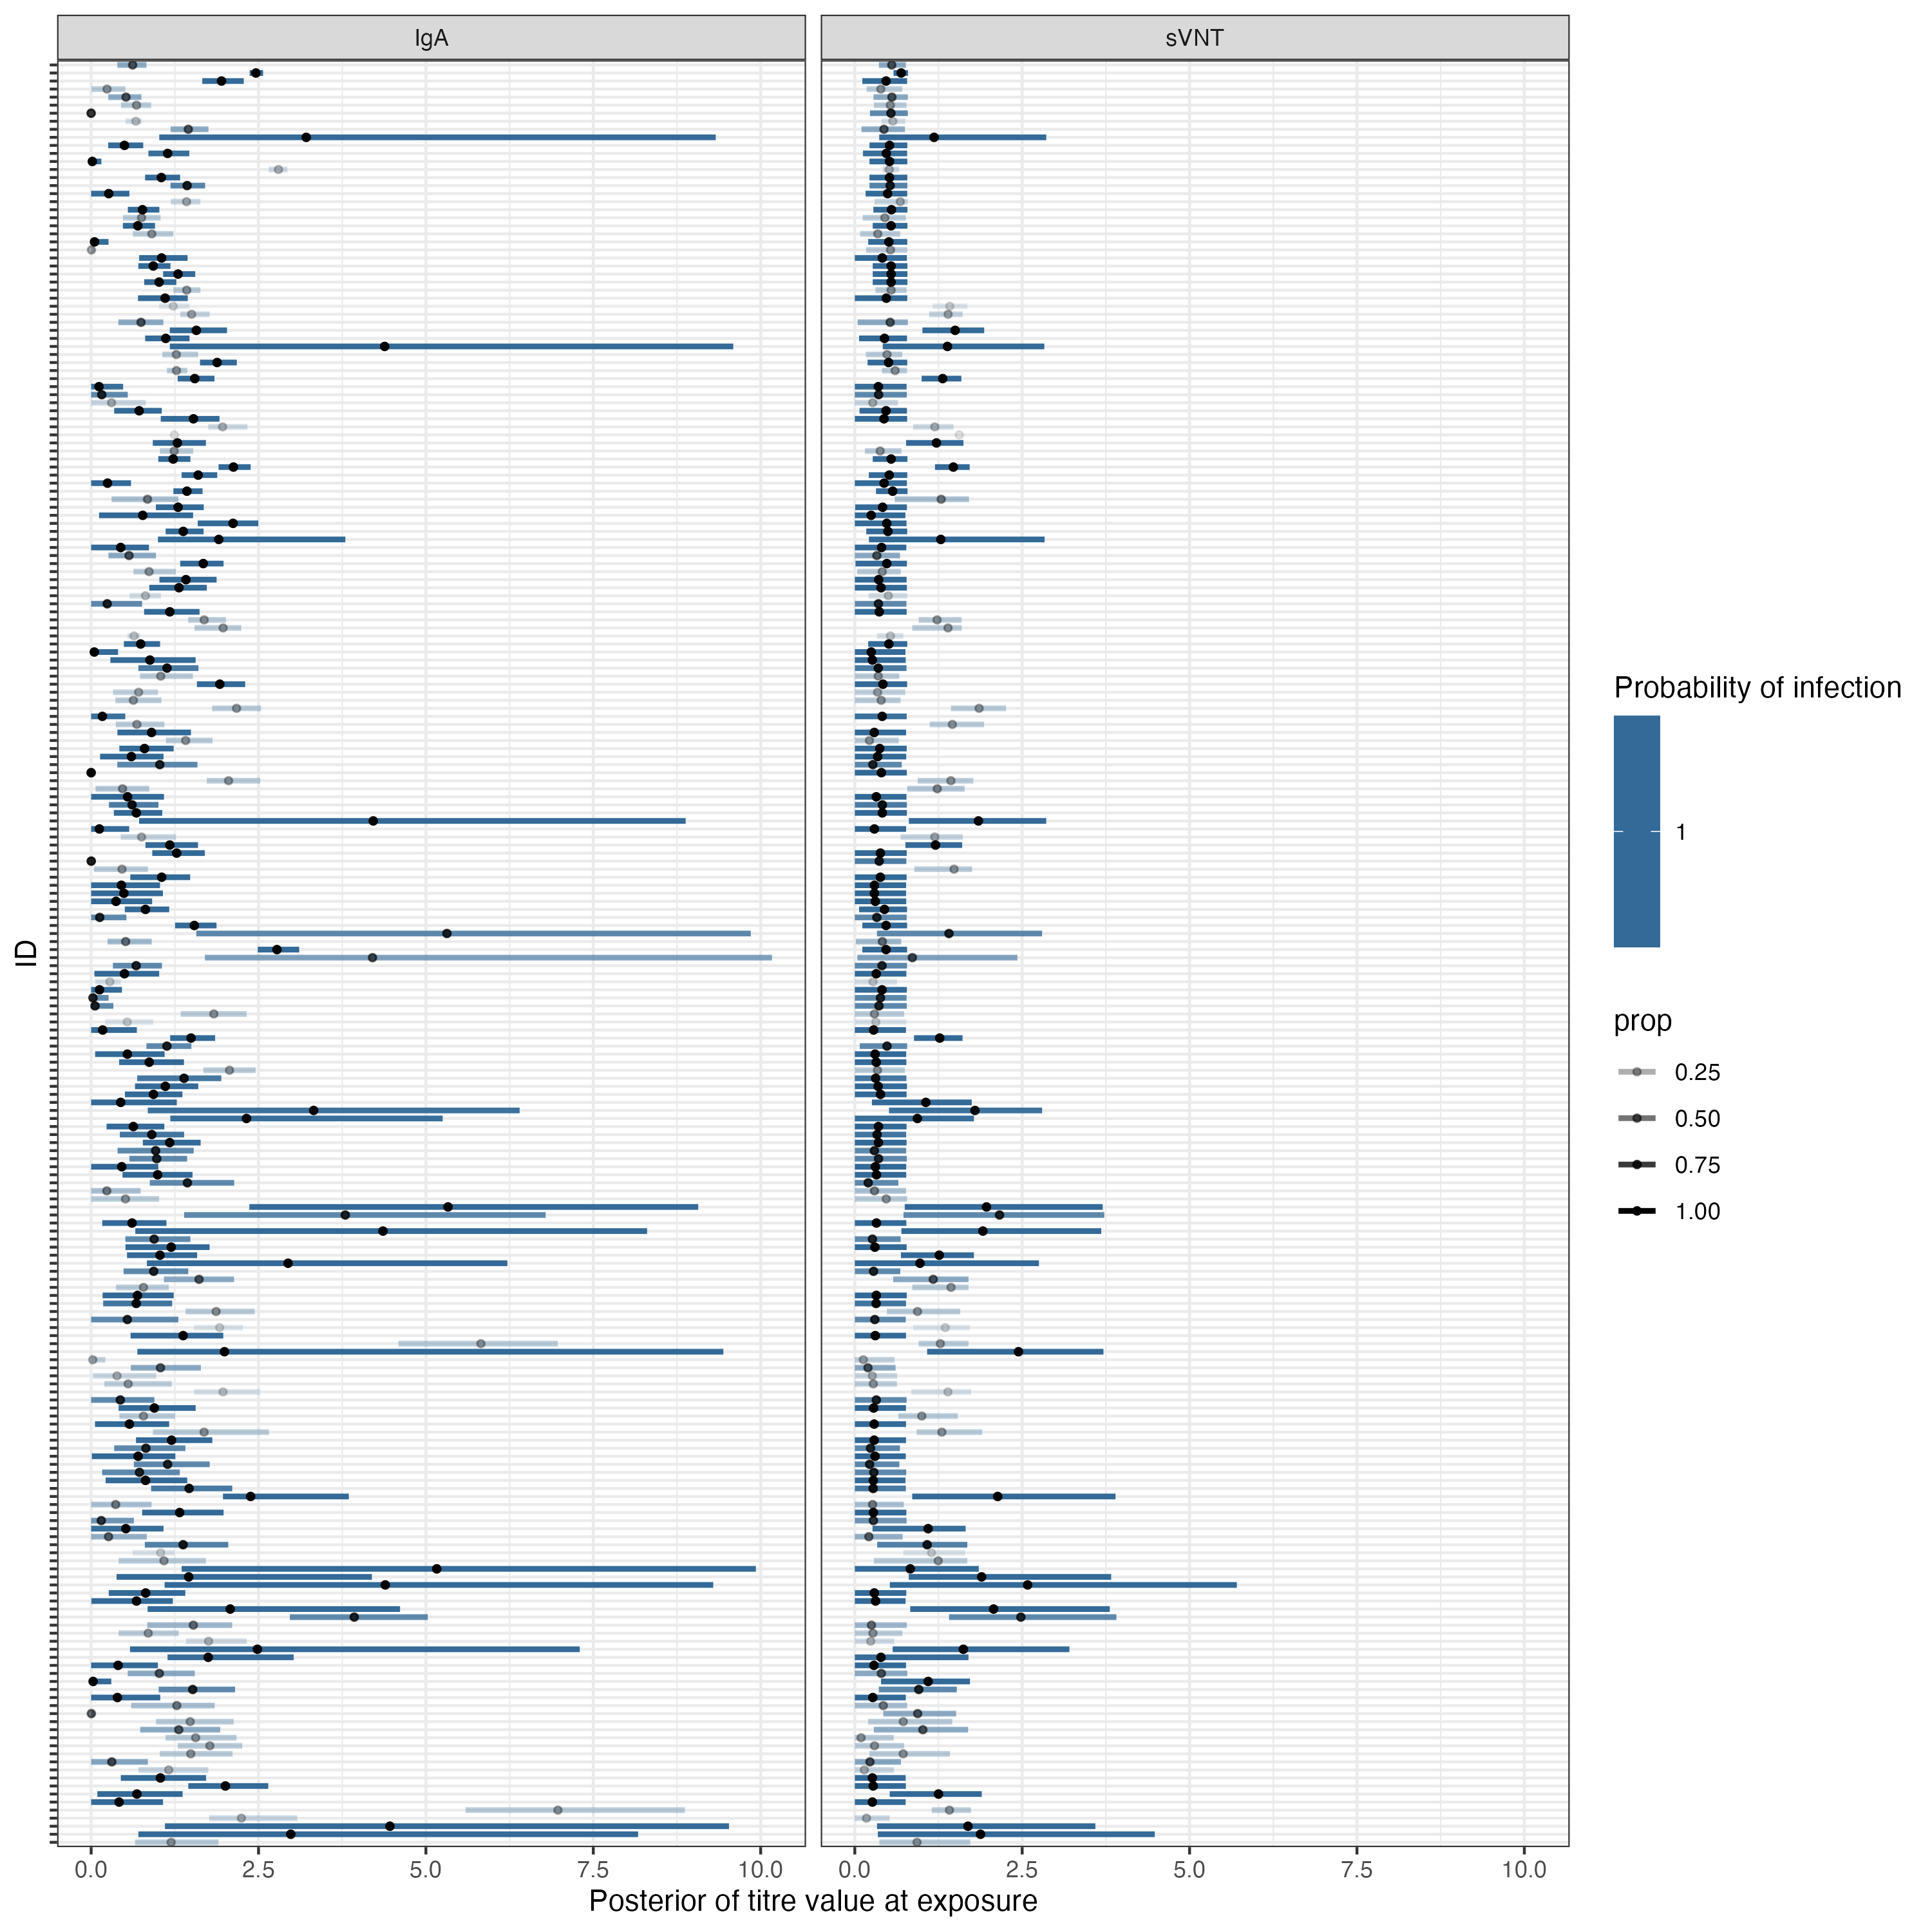 IgA
sVNT
ID
0.0 2.5 5.0 7.5 10.0
0.0 2.5 5.0 7.5 10.0
Posterior of titre value at exposure
Probability of infection
1
prop
0.25
0.50
0.75
1.00